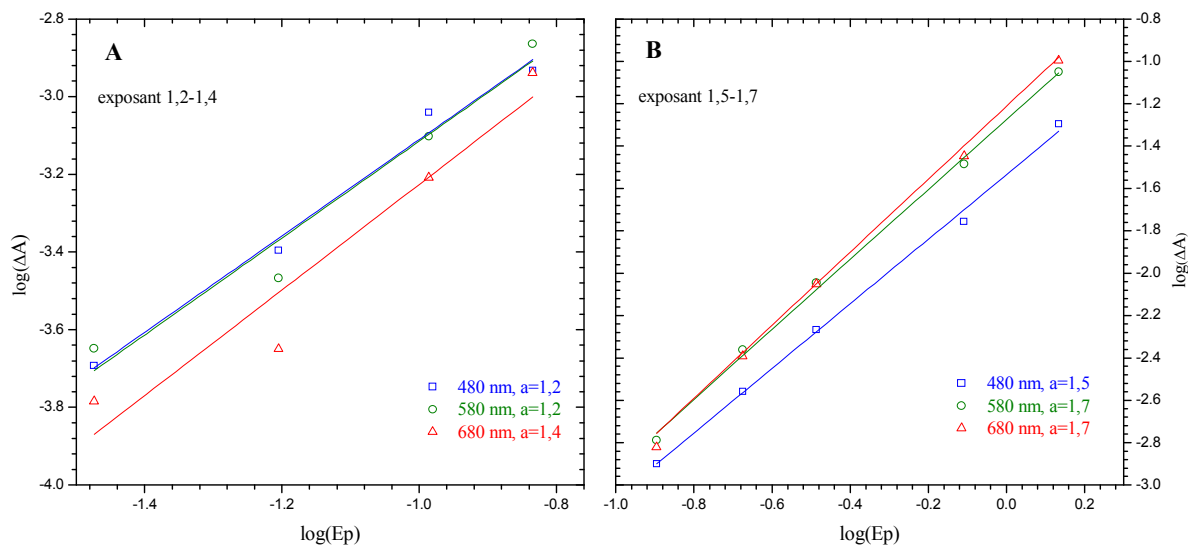 A
exposant 1,2-1,4
log(ΔA)
-2.8
-3.0
-3.2
-3.4
-3.6
-3.8
-4.0
480 nm, a=1,2
580 nm, a=1,2
680 nm, a=1,4
-1.4
-1.2
-1.0
-0.8
log(Ep)
B
exposant 1,5-1,7
480 nm, a=1,5
580 nm, a=1,7
680 nm, a=1,7
-1.0
-0.8
-0.6
-0.4
-0.2
0.0
0.2
log(Ep)
-0.8
-1.0
-1.2
-1.4
-1.6
-1.8
-2.0
-2.2
-2.4
-2.6
-2.8
-3.0
log(ΔA)